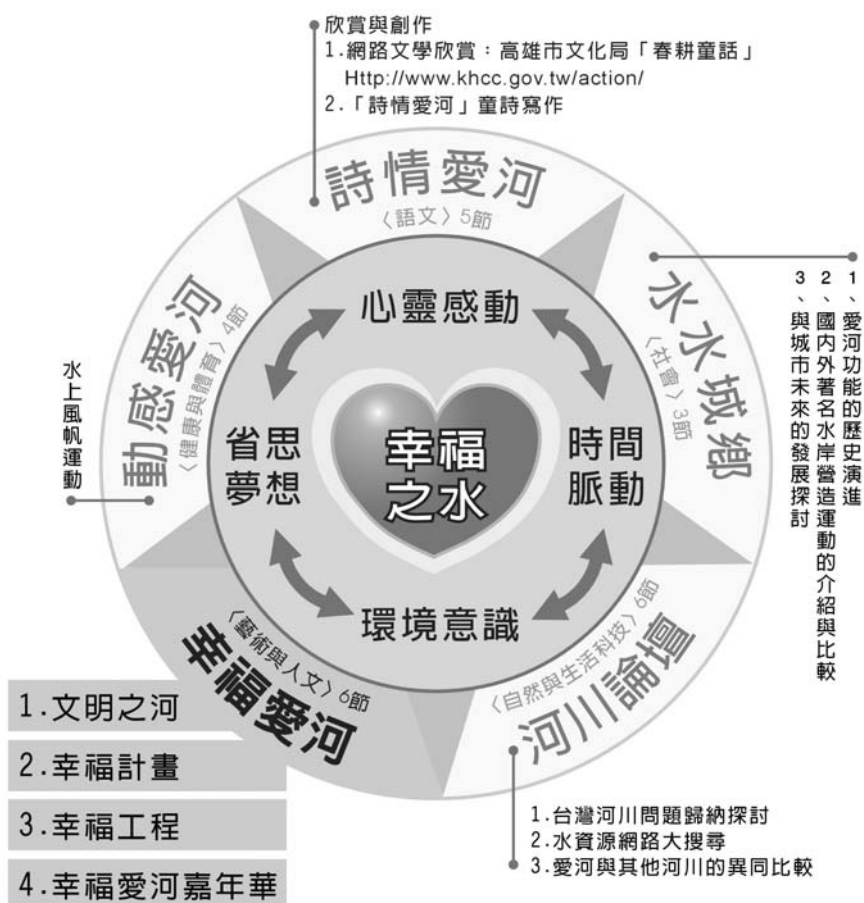 欣賞與創作
1.網路文學欣賞：高雄市文化局「春耕童話」
Http://www.khcc.gov.tw/action/
2.「詩情愛河」童詩寫作
詩情愛河
〈語文〉5節
水水城鄉
〈社會〉3節
1、愛河功能的歷史演進
2、國內外著名水岸營造運動的介紹與比較
3、與城市未來的發展探討
動感愛河
〈健康與體育〉4節
水上風帆運動
心靈感動
省思
夢想
幸福
之水
時間
脈動
環境意識
〈藝術與人文〉6節
幸福愛河
1.文明之河
2.幸福計畫
3.幸福工程
4.幸福愛河嘉年華
〈自然與生活科技〉6節
河川論壇
1.台灣河川問題歸納探討
2.水資源網路大搜尋
3.愛河與其他河川的異同比較